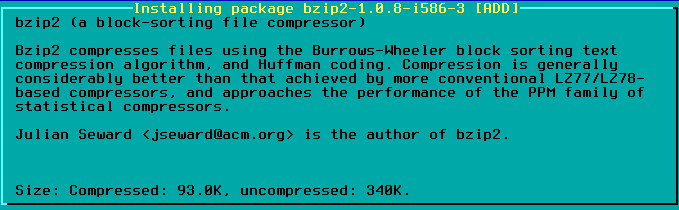 Installing package bzip2-1.0.8-i586-3 [ADD]
bzip2 (a block-sorting file compressor)
Bzip2 compresses files using the Burrows-Wheeler block sorting text
compression algorithm, and Huffman coding. Compression is generally
considerably better than that achieved by more conventional LZ77/LZ78-
based compressors, and approaches the performance of the PPM family of
statistical compressors.
Julian Seward <jseward@acm.org> is the author of bzip2.
Size: Compressed: 93.0K, uncompressed: 340K.